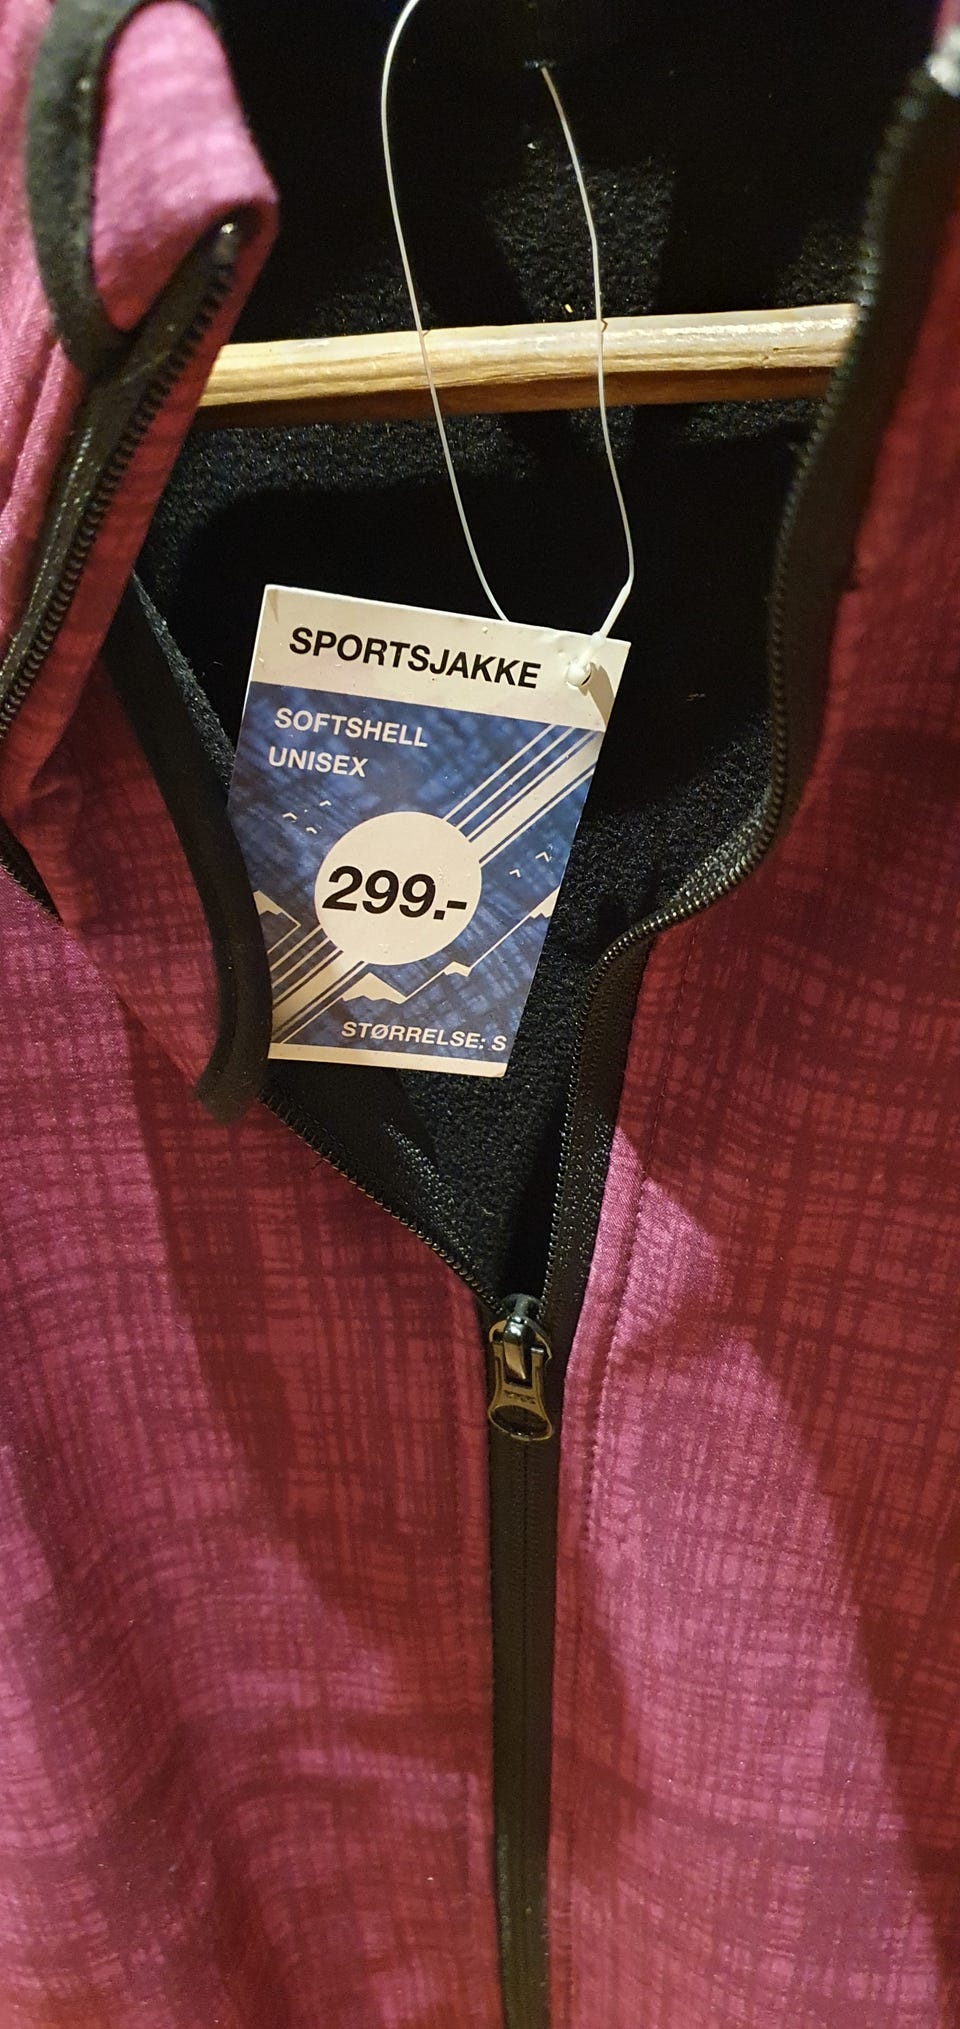 SPORTSJAKKE
SOFTSHELL
UNISEX
299.-
STØRRELSE: S